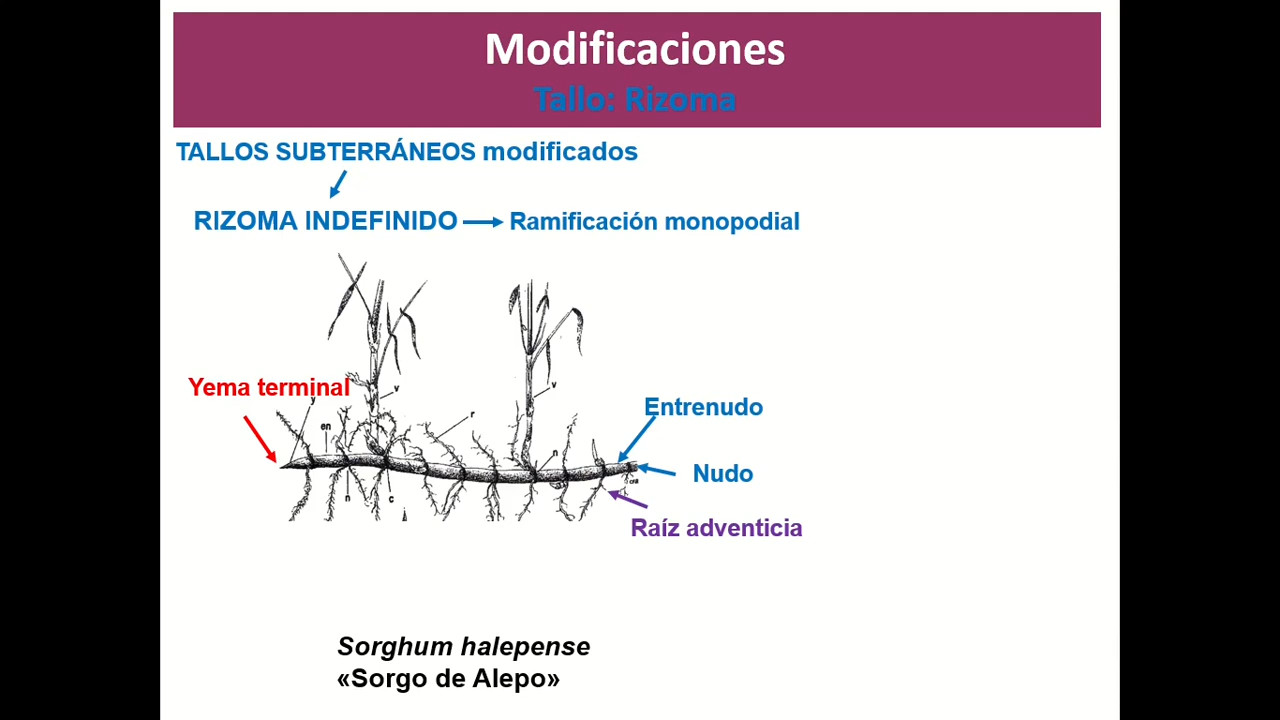 Modificaciones
Tallo: Rizoma
TALLOS SUBTERRÁNEOS modificados
RIZOMA INDEFINIDO
Ramificación monopodial
Yema terminal
y
v
v
Entrenudo
en
r
n
Nudo
n
c
Raíz adventicia
Sorghum halepense
«Sorgo de Alepo»